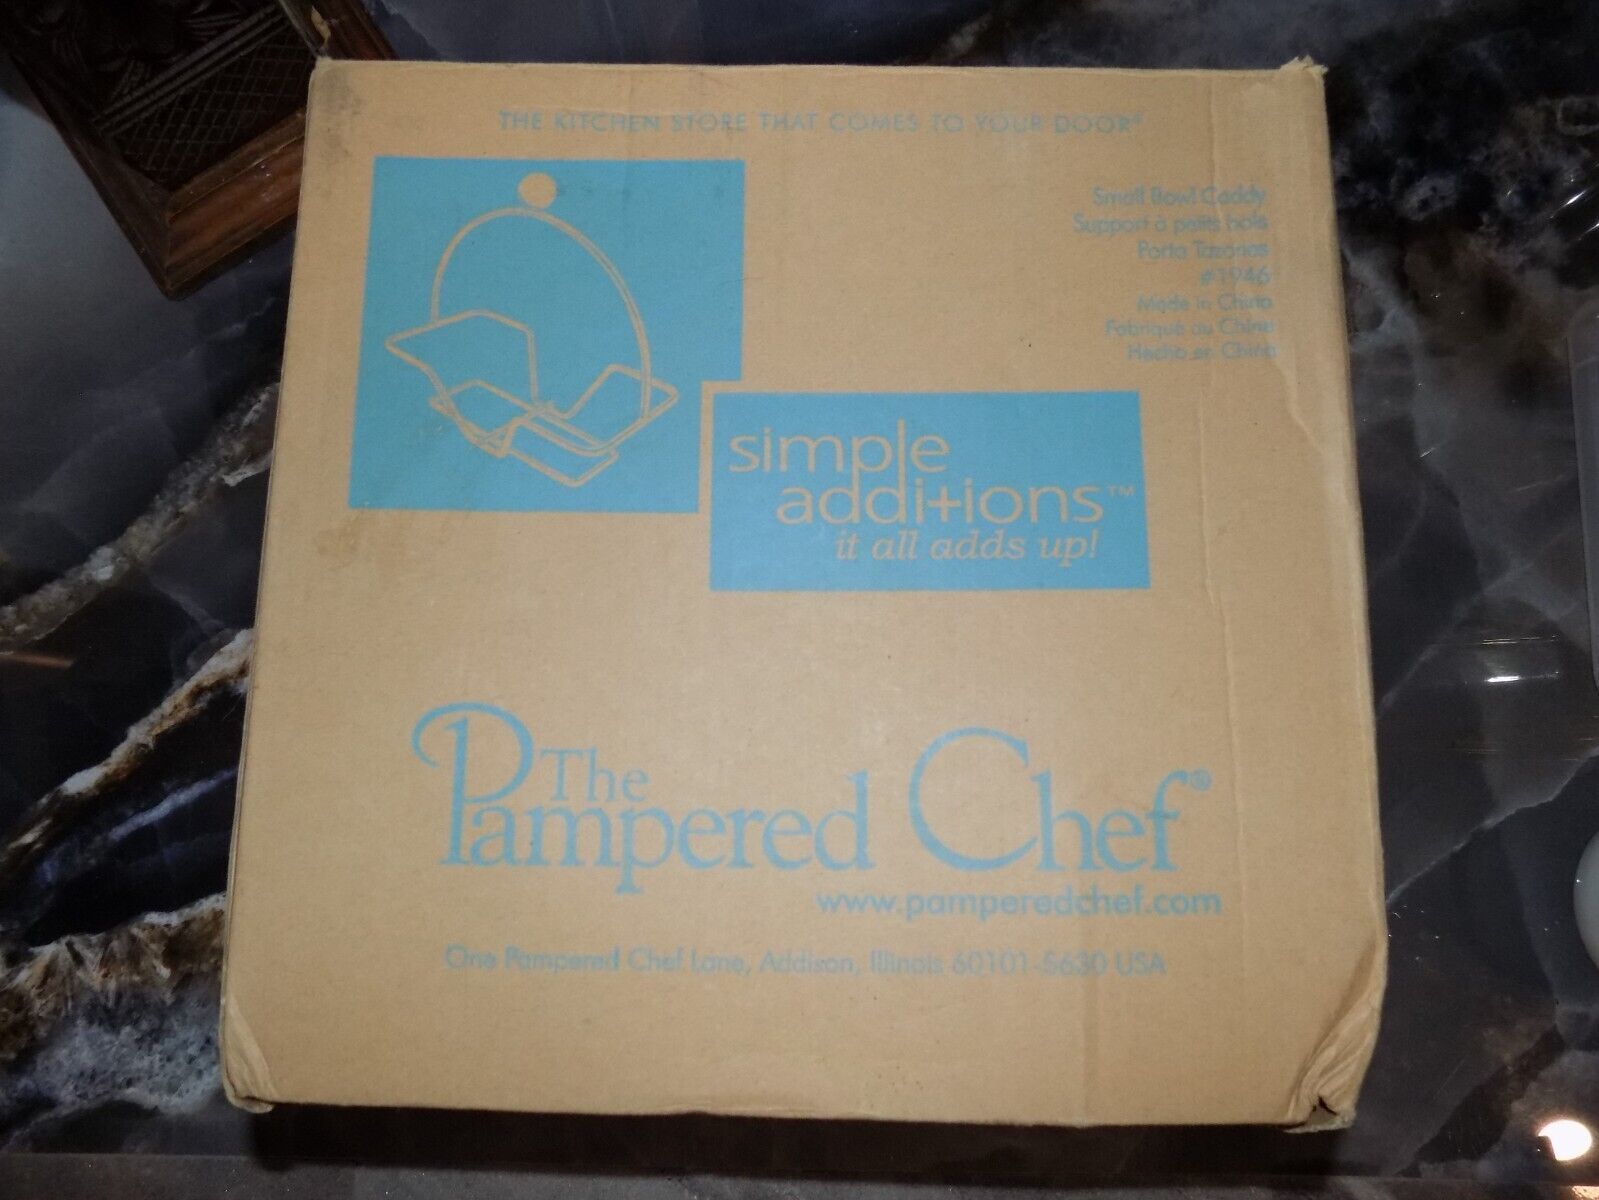 THE KITCHEN STORE THAT COMES TO YOUR DOOR®
Small Bowl Caddy
Support à petits bols
Porta Tazones
#1946
Made in China
Fabriqué au Chine
Hecho en China
simple
additions™
it all adds up!
The
Pampered Chef®
www.pamperedchef.com
One Pampered Chef Lane, Addison, Illinois 60101-5630 USA